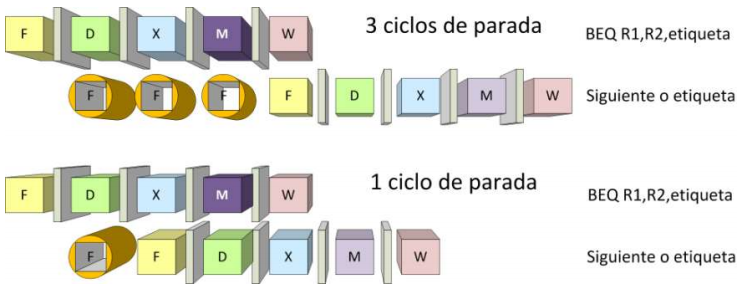 F D X M W 3 ciclos de parada BEQ R1,R2,etiqueta
F F F F D X M W Siguiente o etiqueta
F D X M W 1 ciclo de parada BEQ R1,R2,etiqueta
F F D X M W Siguiente o etiqueta